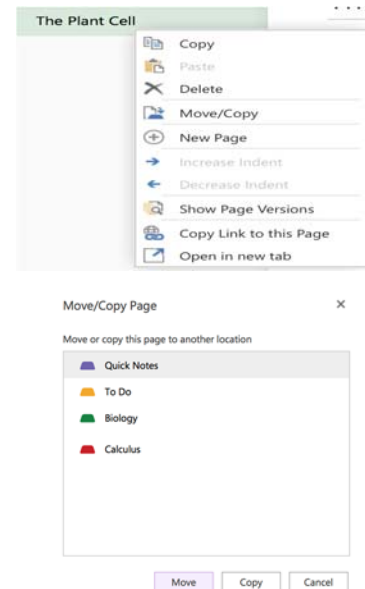 The Plant Cell
Copy
Paste
Delete
Move/Copy
New Page
Increase Indent
Decrease Indent
Show Page Versions
Copy Link to this Page
Open in new tab
Move/Copy Page
Move or copy this page to another location
Quick Notes
To Do
Biology
Calculus
Move Copy Cancel